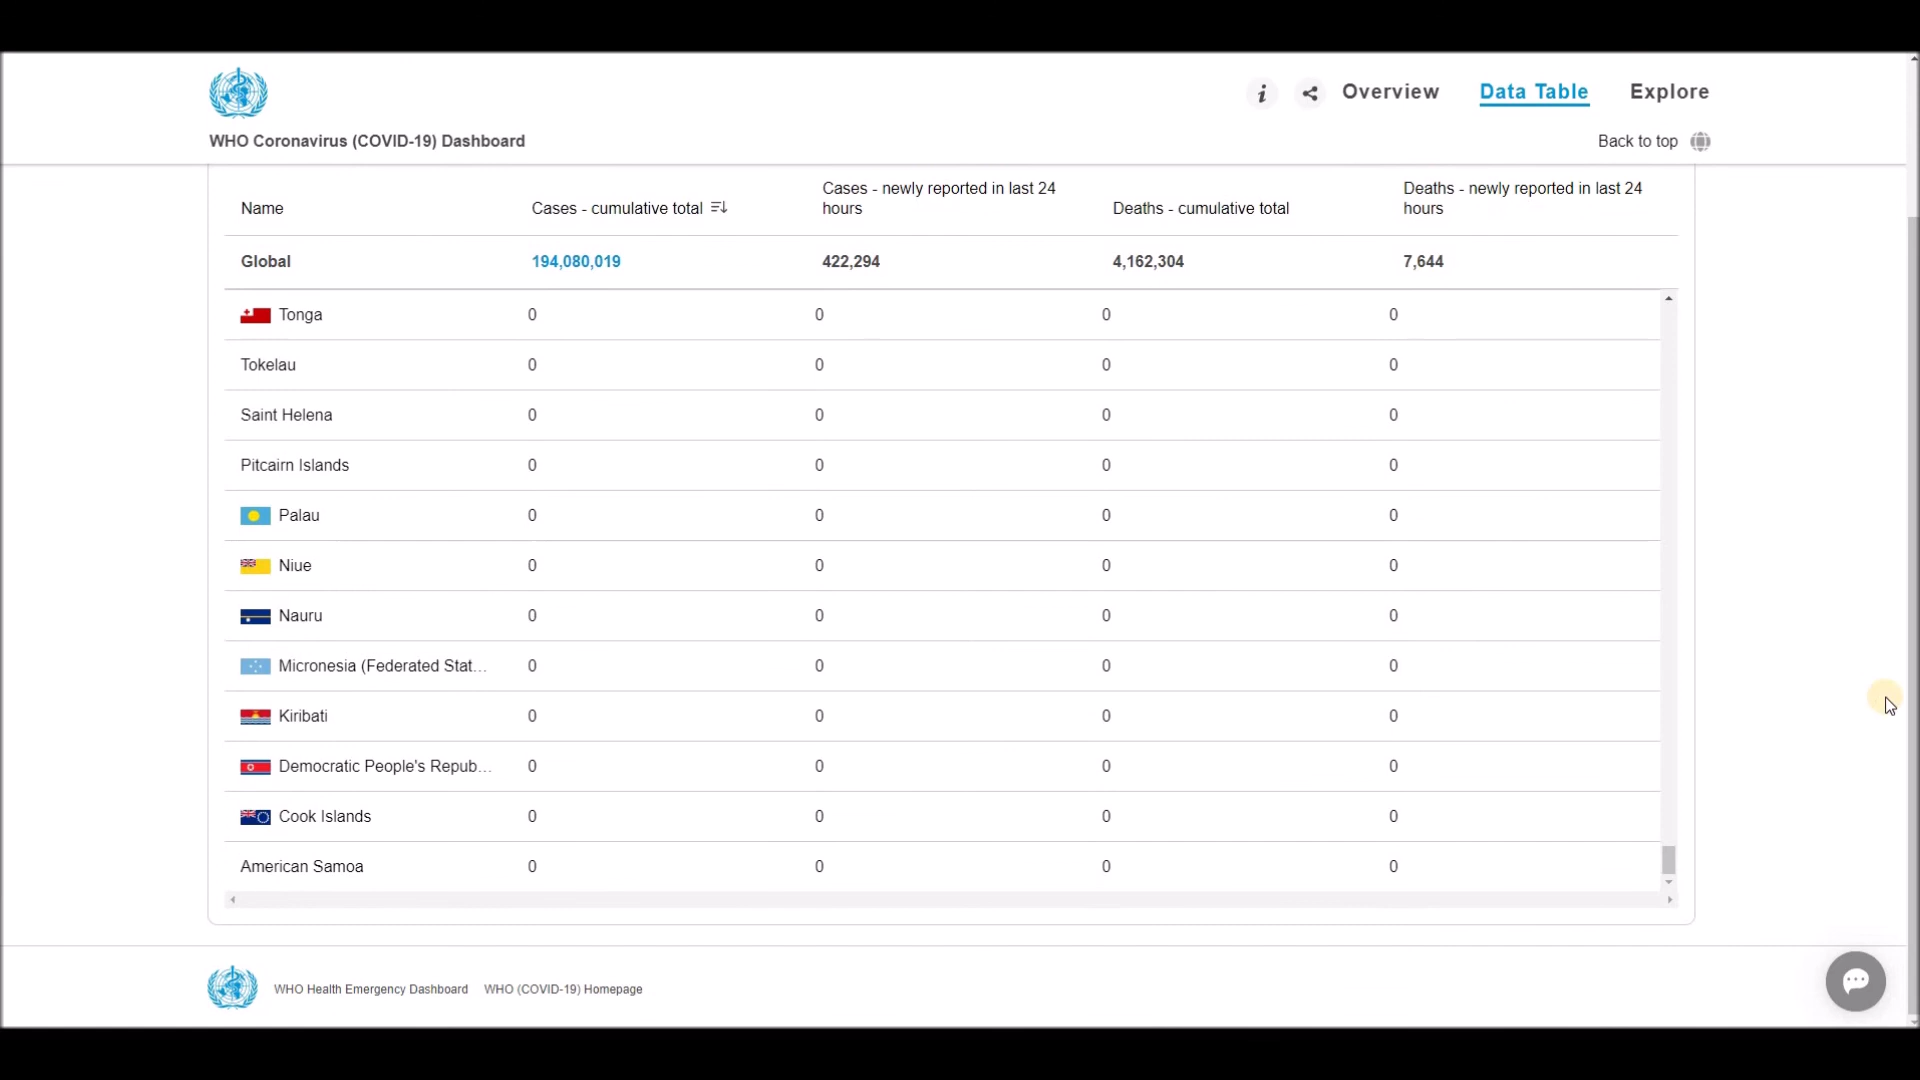 Overview Data Table Explore
WHO Coronavirus (COVID-19) Dashboard Back to top
Name Cases - cumulative total Cases - newly reported in last 24 hours Deaths - cumulative total Deaths - newly reported in last 24 hours
Global 194,080,019 422,294 4,162,304 7,644
Tonga 0 0 0 0
Tokelau 0 0 0 0
Saint Helena 0 0 0 0
Pitcairn Islands 0 0 0 0
Palau 0 0 0 0
Niue 0 0 0 0
Nauru 0 0 0 0
Micronesia (Federated Stat... 0 0 0 0
Kiribati 0 0 0 0
Democratic People's Repub... 0 0 0 0
Cook Islands 0 0 0 0
American Samoa 0 0 0 0
WHO Health Emergency Dashboard WHO (COVID-19) Homepage